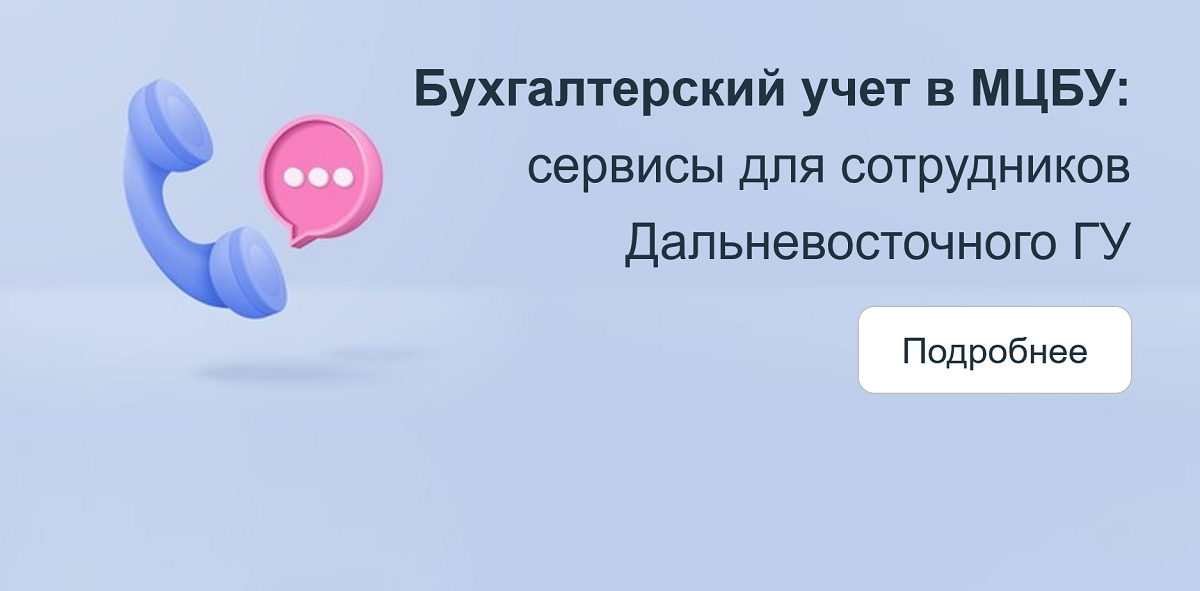 Бухгалтерский учет в МЦБУ:
сервисы для сотрудников
Дальневосточного ГУ
Подробнее